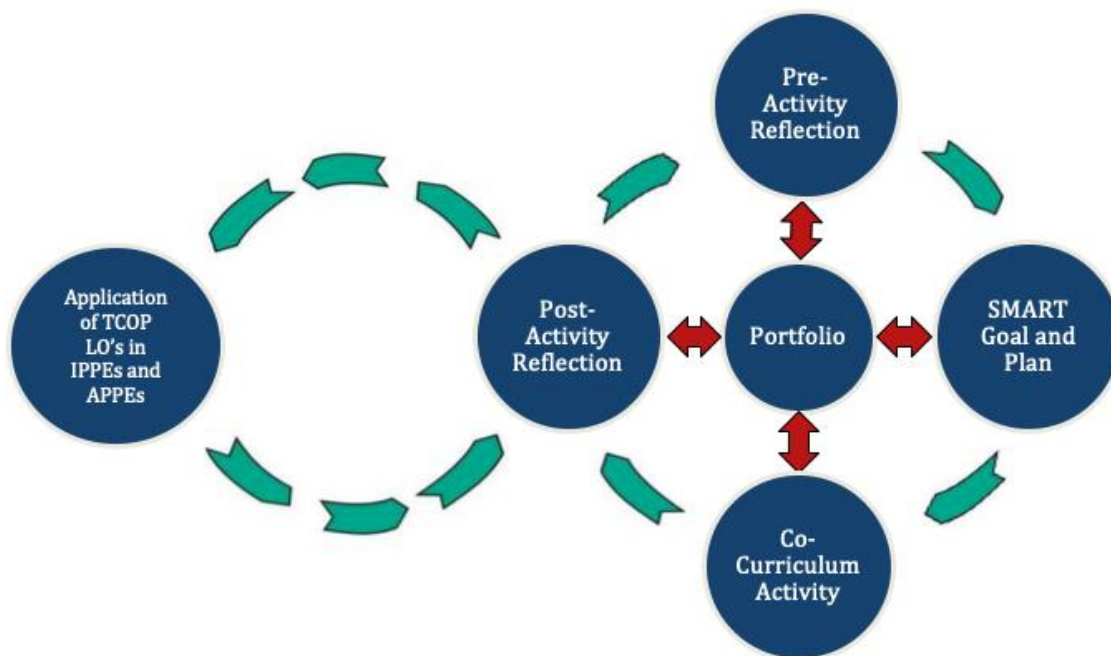 Pre-
Activity
Reflection
Application
of TCOP
LO's in
IPPEs and
APPEs
Post-
Activity
Reflection
Portfolio
SMART
Goal and
Plan
Co-
Curriculum
Activity